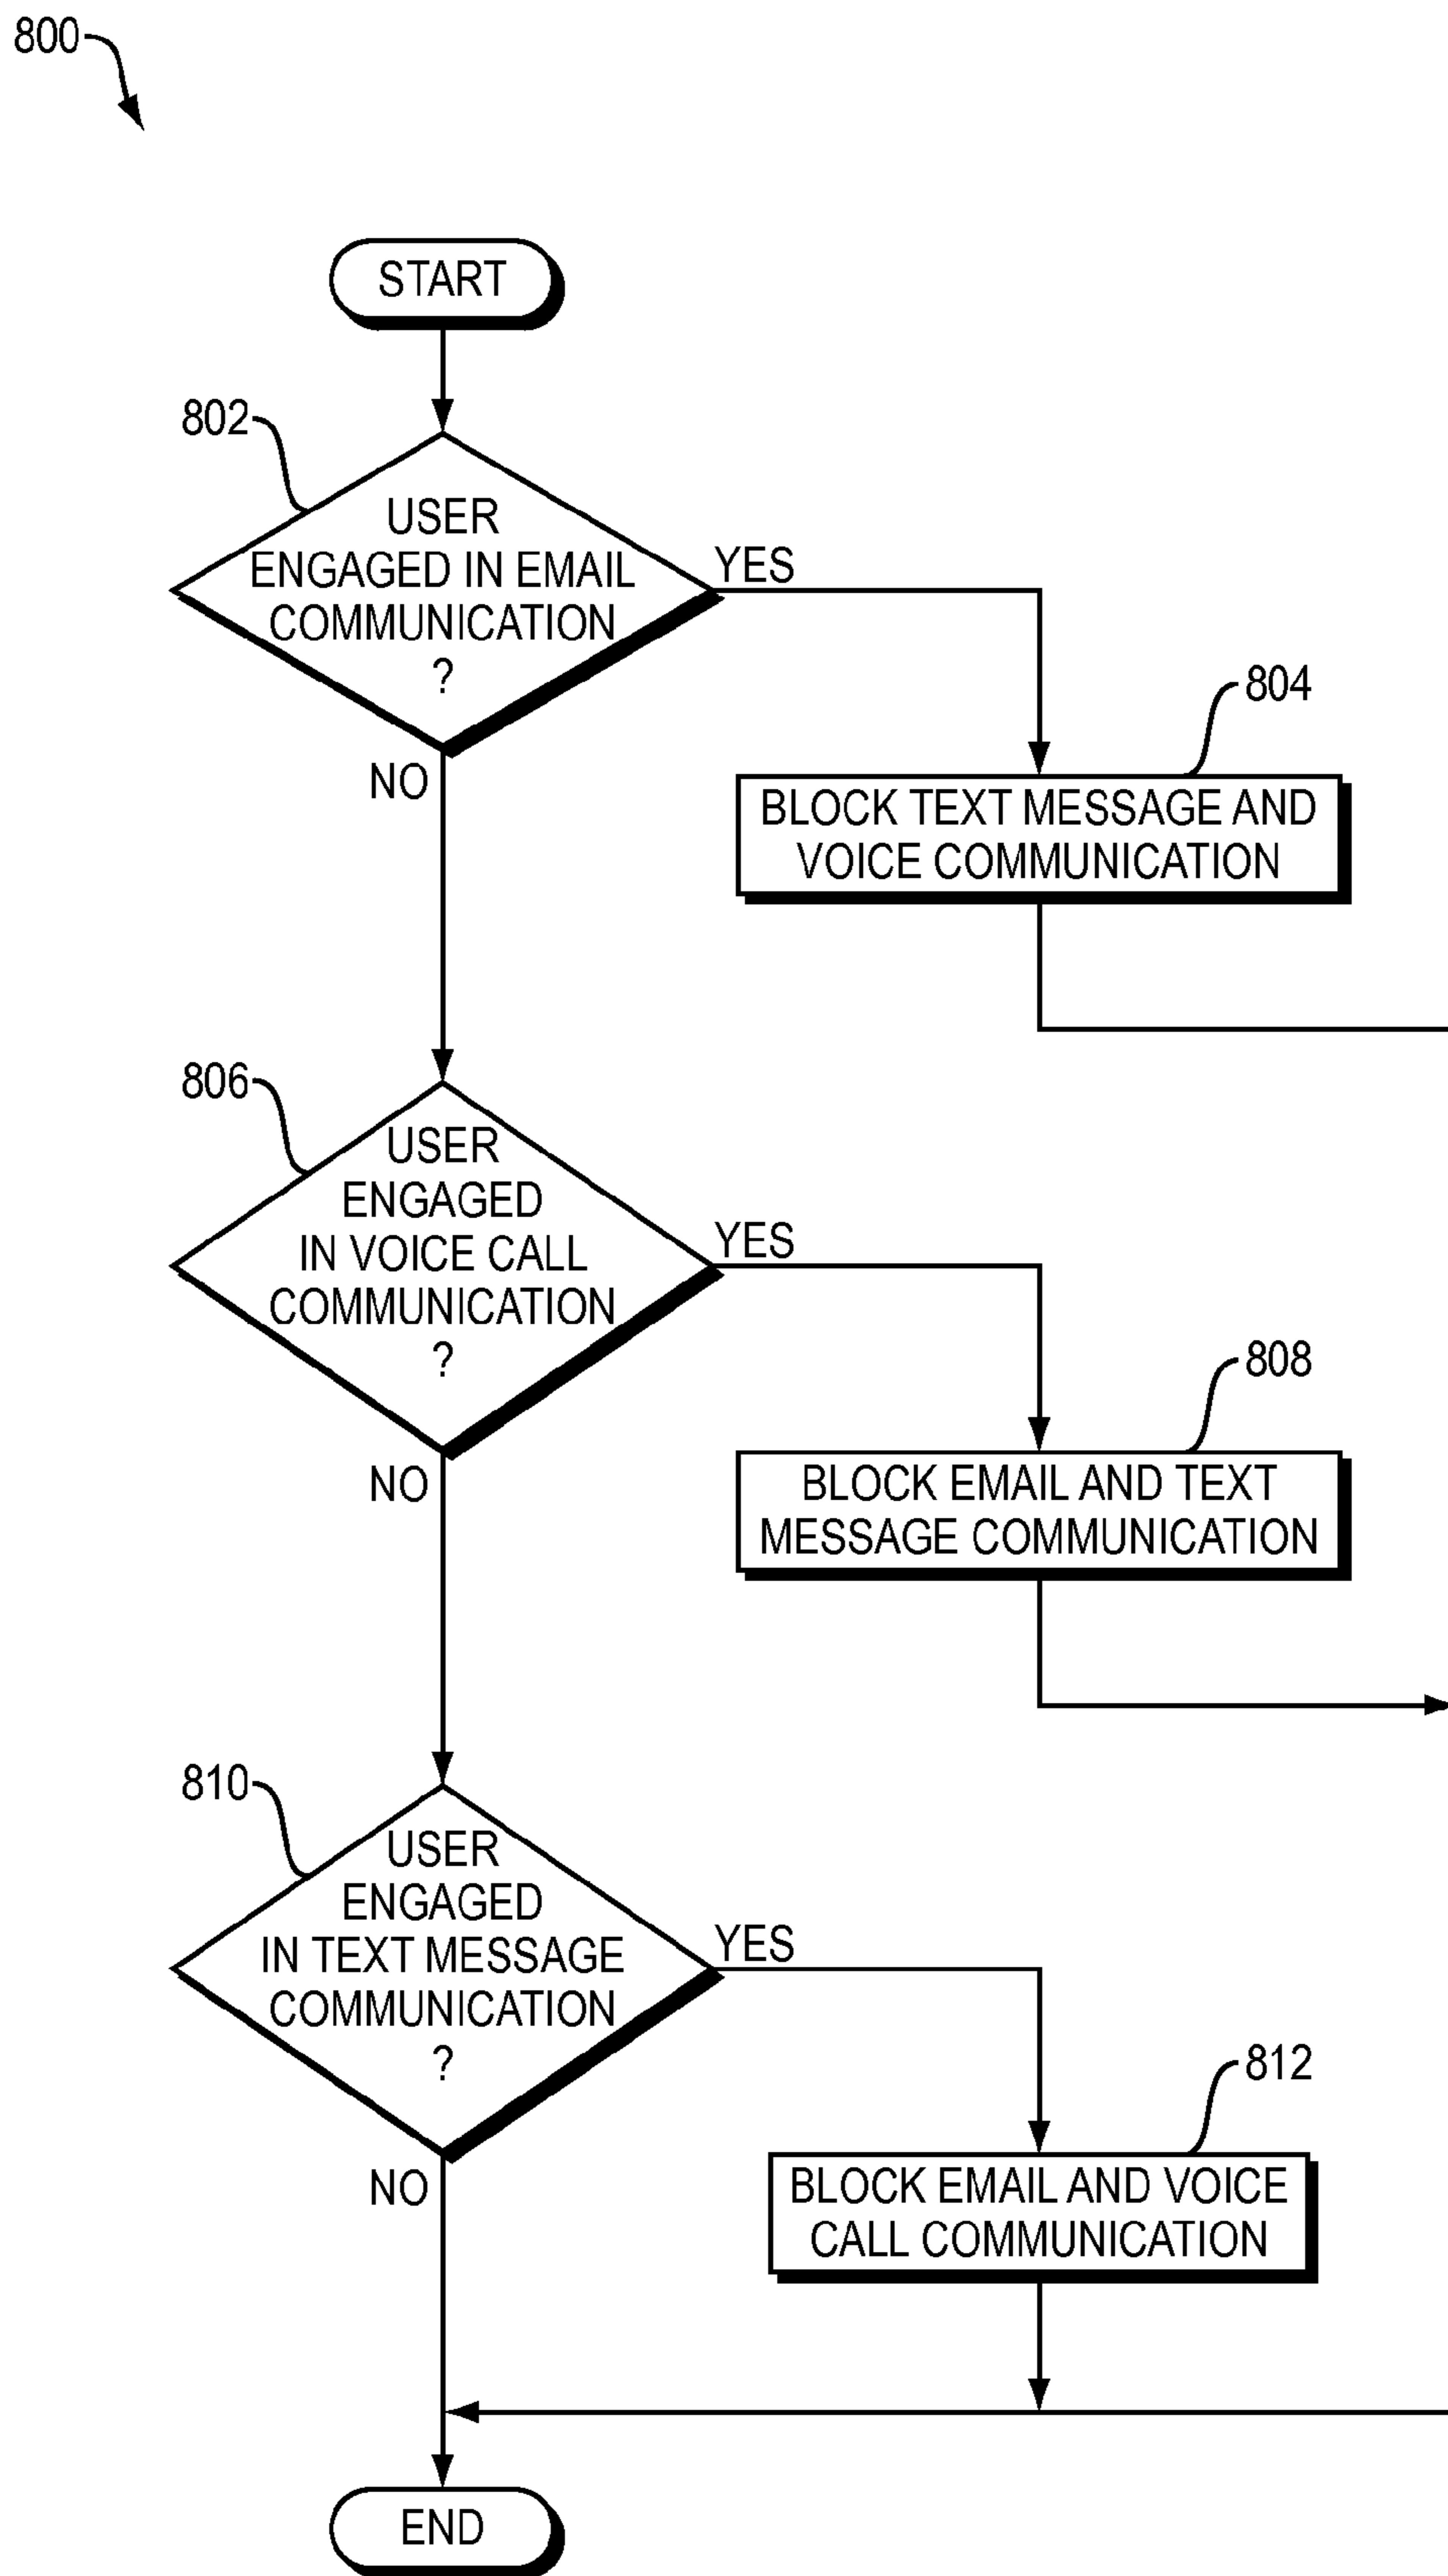 800
START
802
USER
ENGAGED IN EMAIL
COMMUNICATION
?
YES
NO
804
BLOCK TEXT MESSAGE AND
VOICE COMMUNICATION
806
USER
ENGAGED
IN VOICE CALL
COMMUNICATION
?
YES
NO
808
BLOCK EMAIL AND TEXT
MESSAGE COMMUNICATION
810
USER
ENGAGED
IN TEXT MESSAGE
COMMUNICATION
?
YES
NO
812
BLOCK EMAIL AND VOICE
CALL COMMUNICATION
END